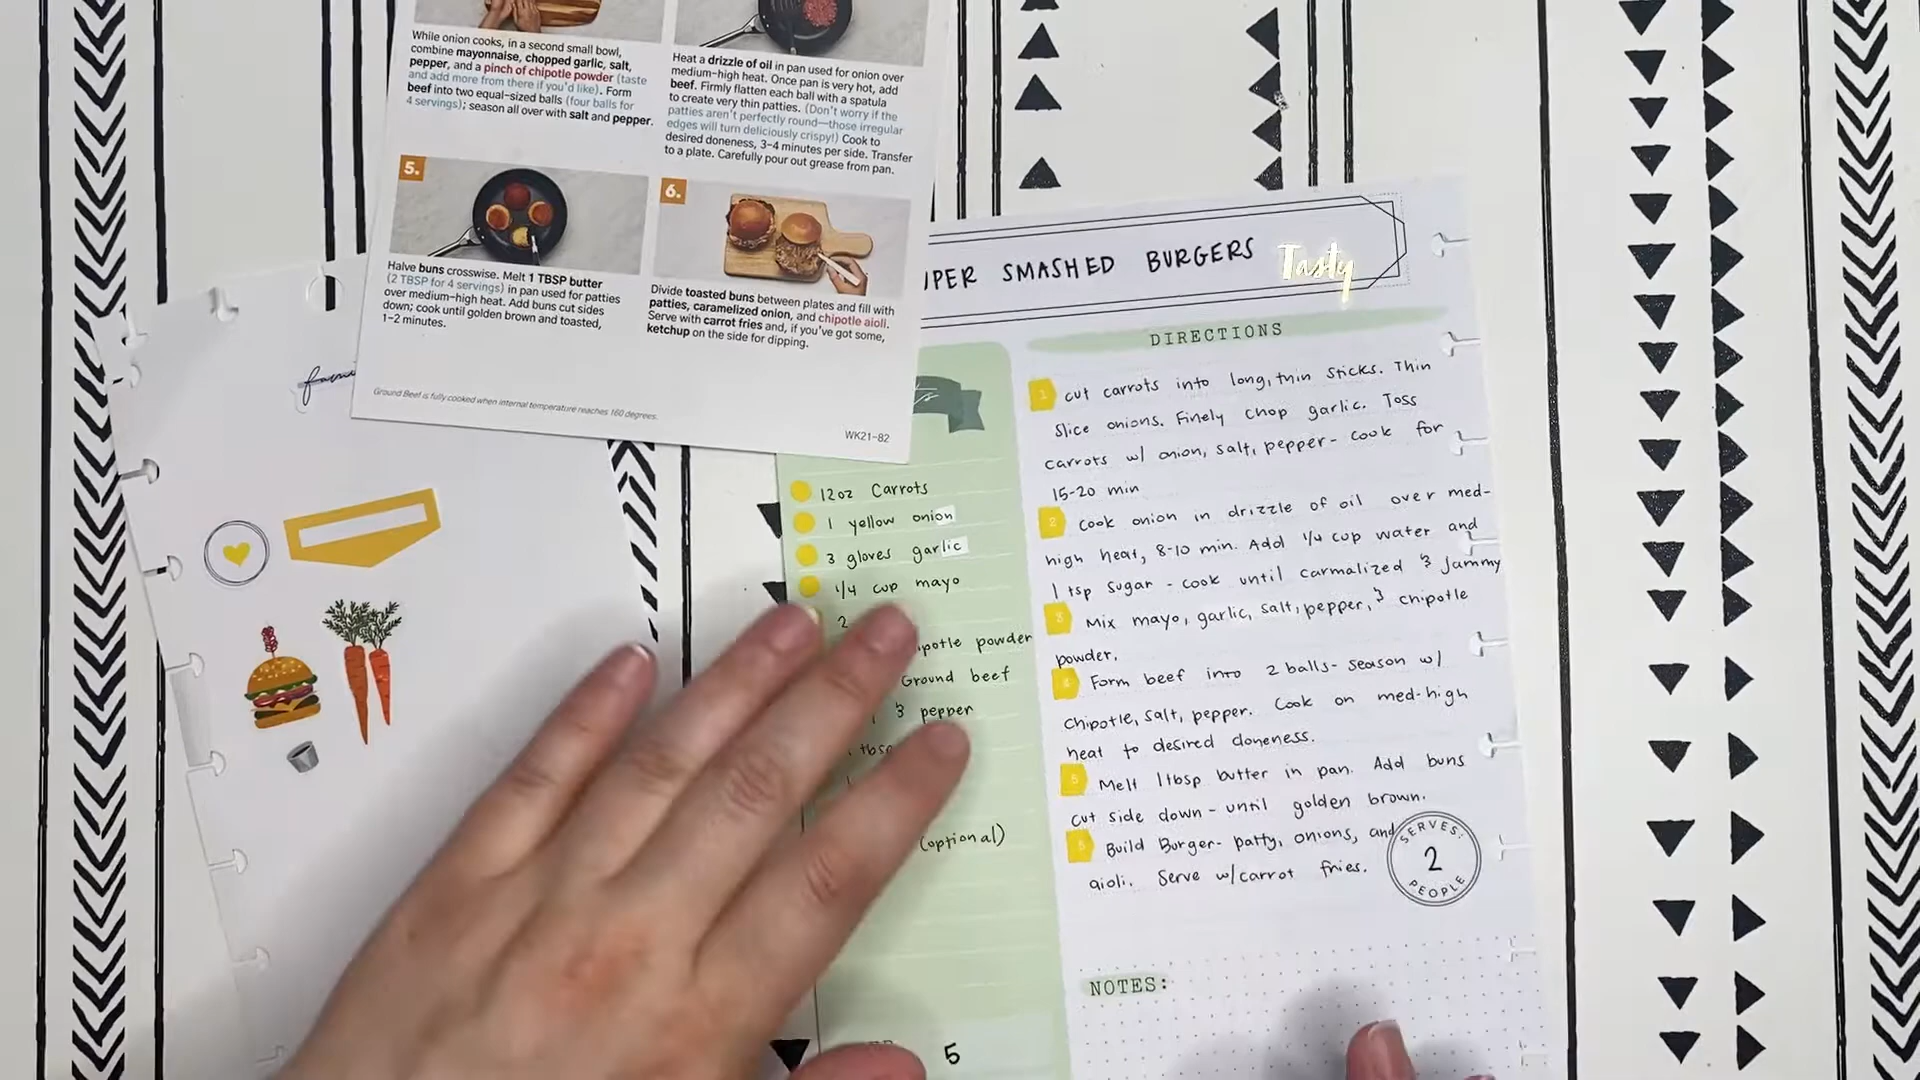 While onion cooks, in a second small bowl,
combine mayonnaise, chopped garlic, salt,
pepper, and a pinch of chipotle powder (taste
and add more from there if you'd like). Form
beef into two equal-sized balls (four balls for
4 servings); season all over with salt and pepper.
Heat a drizzle of oil in pan used for onion over
medium-high heat. Once pan is very hot, add
beef. Firmly flatten each ball with a spatula
to create very thin patties. (Don't worry if the
patties aren't perfectly round—those irregular
edges will turn deliciously crispy!) Cook to
desired doneness, 3–4 minutes per side. Transfer
to a plate. Carefully pour out grease from pan.
5.
Halve buns crosswise. Melt 1 TBSP butter
(2 TBSP for 4 servings) in pan used for patties
over medium-high heat. Add buns cut sides
down; cook until golden brown and toasted,
1–2 minutes.
6.
Divide toasted buns between plates and fill with
patties, caramelized onion, and chipotle aioli.
Serve with carrot fries and, if you've got some,
ketchup on the side for dipping.
Ground Beef is fully cooked when internal temperature reaches 160 degrees.
WK21-82
UPER SMASHED BURGERS Tasty
12oz Carrots
1 yellow onion
3 gloves garlic
1/4 cup mayo
2
potle powder
Ground beef
& pepper
1 tbsp
(optional)
5
DIRECTIONS
1 cut carrots into long, thin sticks. Thin
slice onions. Finely chop garlic. Toss
carrots w/ onion, salt, pepper- cook for
15-20 min
2 Cook onion in drizzle of oil over med-
high heat, 8-10 min. Add 1/4 cup water and
1 tsp sugar - cook until carmalized & jammy
3 Mix mayo, garlic, salt, pepper, & chipotle
powder.
4 Form beef into 2 balls- season w/
chipotle, salt, pepper. Cook on med-high
heat to desired doneness.
5 Melt 1tbsp butter in pan. Add buns
cut side down - until golden brown.
Build Burger- patty, onions, and
aioli. Serve w/carrot fries.
SERVES:
2
PEOPLE
NOTES: